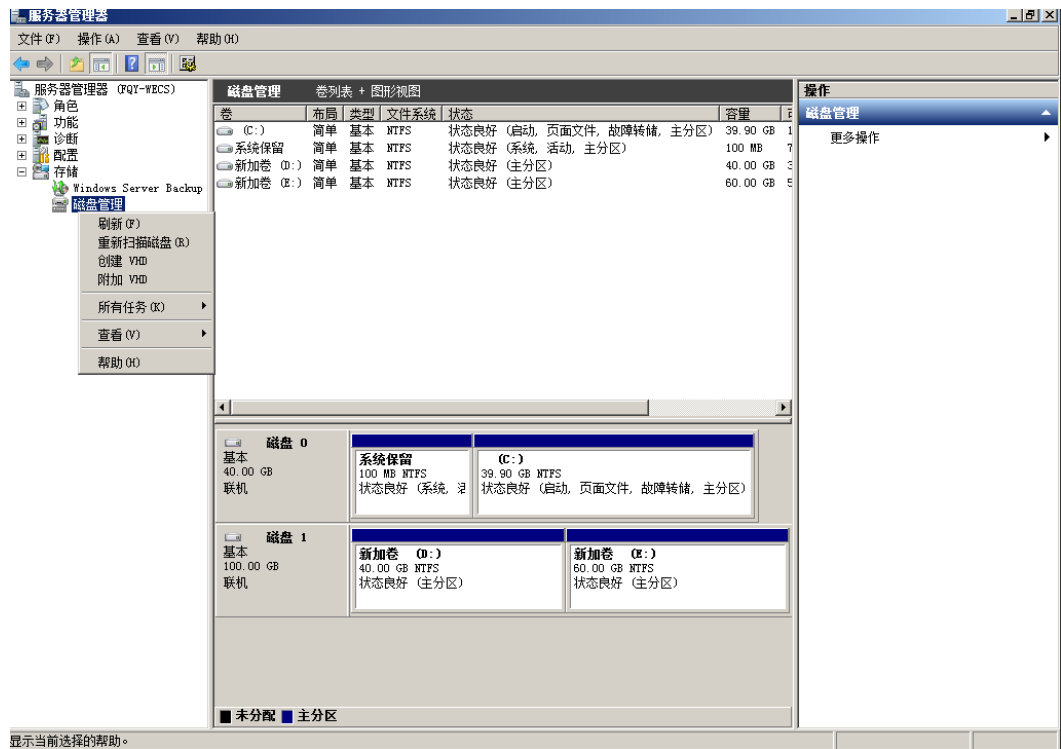 服务器管理器
文件(F) 操作(A) 查看(V) 帮助(H)
服务器管理器 (FQY-WECS)
角色
功能
诊断
配置
存储
Windows Server Backup
磁盘管理
刷新(F)
重新扫描磁盘(R)
创建 VHD
附加 VHD
所有任务(K)
查看(V)
帮助(H)
磁盘管理 卷列表 + 图形视图
卷 布局 类型 文件系统 状态 容量
(C:) 简单 基本 NTFS 状态良好 (启动, 页面文件, 故障转储, 主分区) 39.90 GB 1
系统保留 简单 基本 NTFS 状态良好 (系统, 活动, 主分区) 100 MB 7
新加卷 (D:) 简单 基本 NTFS 状态良好 (主分区) 40.00 GB 3
新加卷 (E:) 简单 基本 NTFS 状态良好 (主分区) 60.00 GB 5
磁盘 0
基本
40.00 GB
联机
系统保留
100 MB NTFS
状态良好 (系统, 
(C:)
39.90 GB NTFS
状态良好 (启动, 页面文件, 故障转储, 主分区)
磁盘 1
基本
100.00 GB
联机
新加卷 (D:)
40.00 GB NTFS
状态良好 (主分区)
新加卷 (E:)
60.00 GB NTFS
状态良好 (主分区)
未分配 主分区
操作
磁盘管理
更多操作
显示当前选择的帮助。